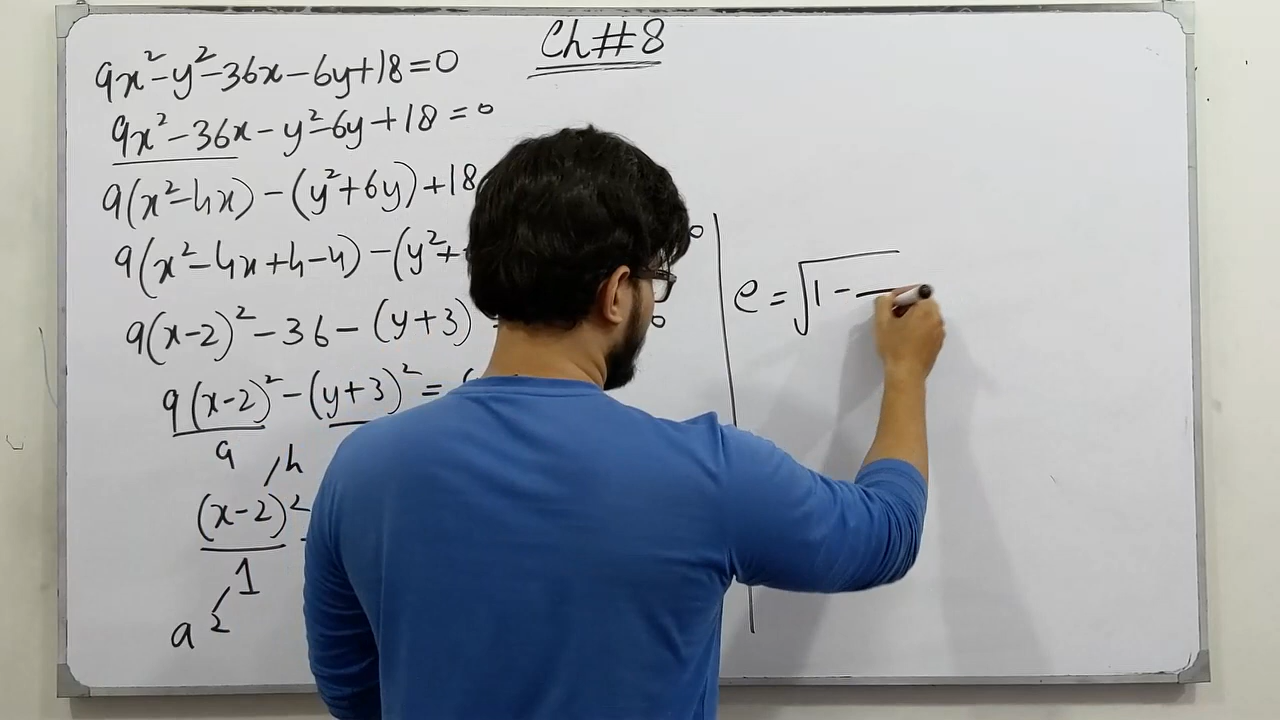 Ch#8
9x²-y²-36x-6y+18=0
9x²-36x-y²-6y+18=0
9(x²-4x)-(y²+6y)+18
9(x²-4x+4-4)-(y²+
0
9(x-2)²-36-(y+3)
0
9(x-2)²-(y+3)²=
9
h
(x-2)²
1
a²
e=√1-